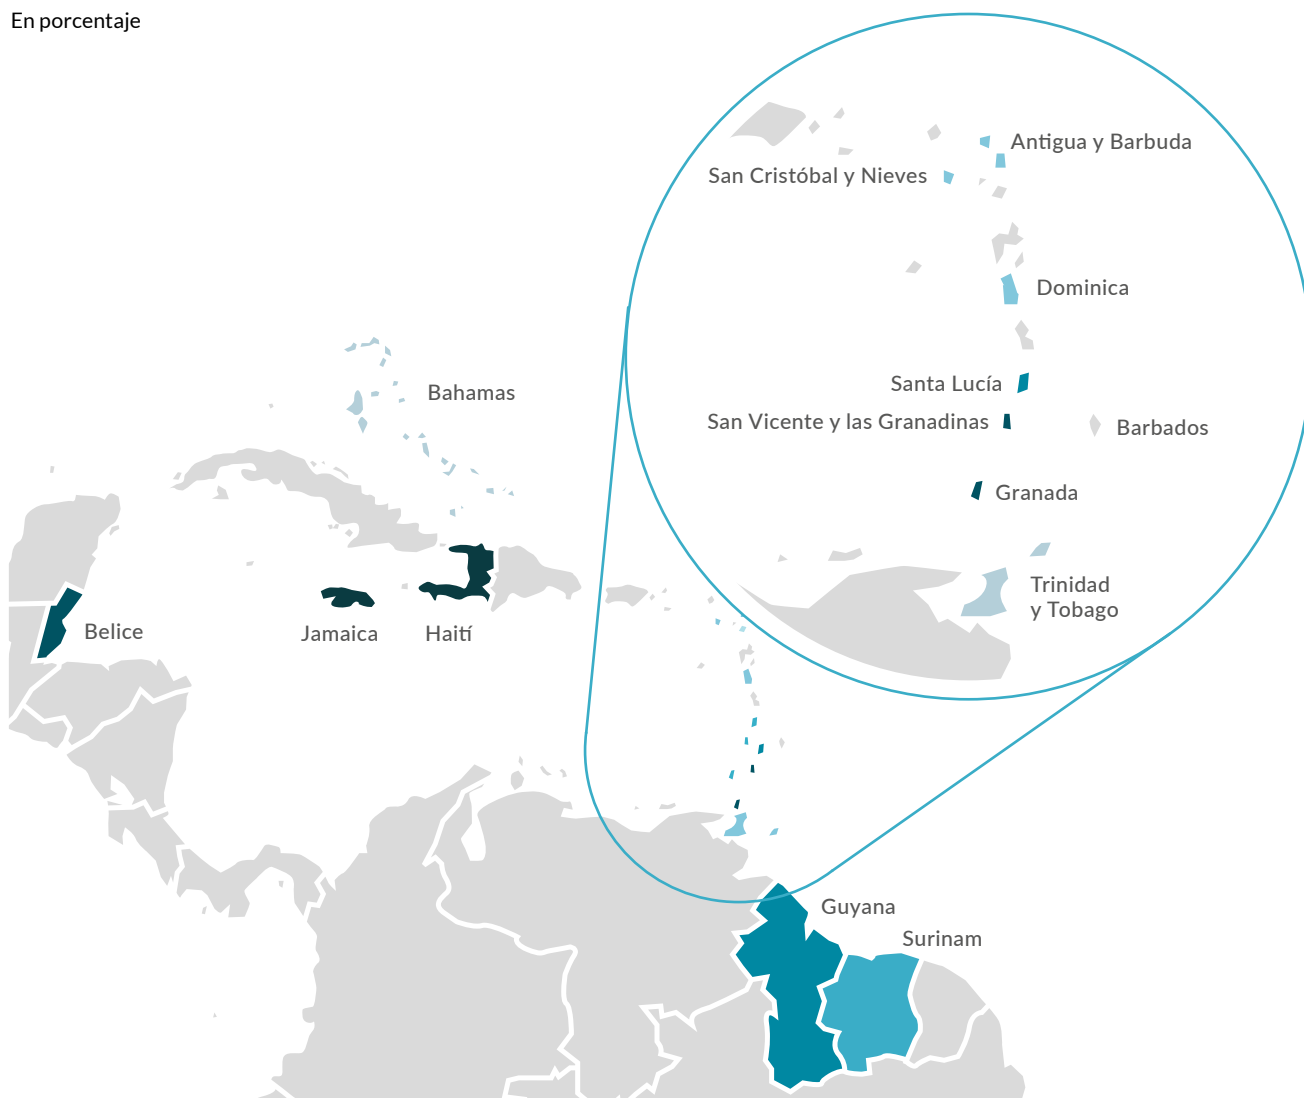 En porcentaje
Antigua y Barbuda
San Cristóbal y Nieves
Dominica
Santa Lucía
Bahamas
San Vicente y las Granadinas
Barbados
Granada
Trinidad
y Tobago
Belice
Jamaica
Haití
Guyana
Surinam